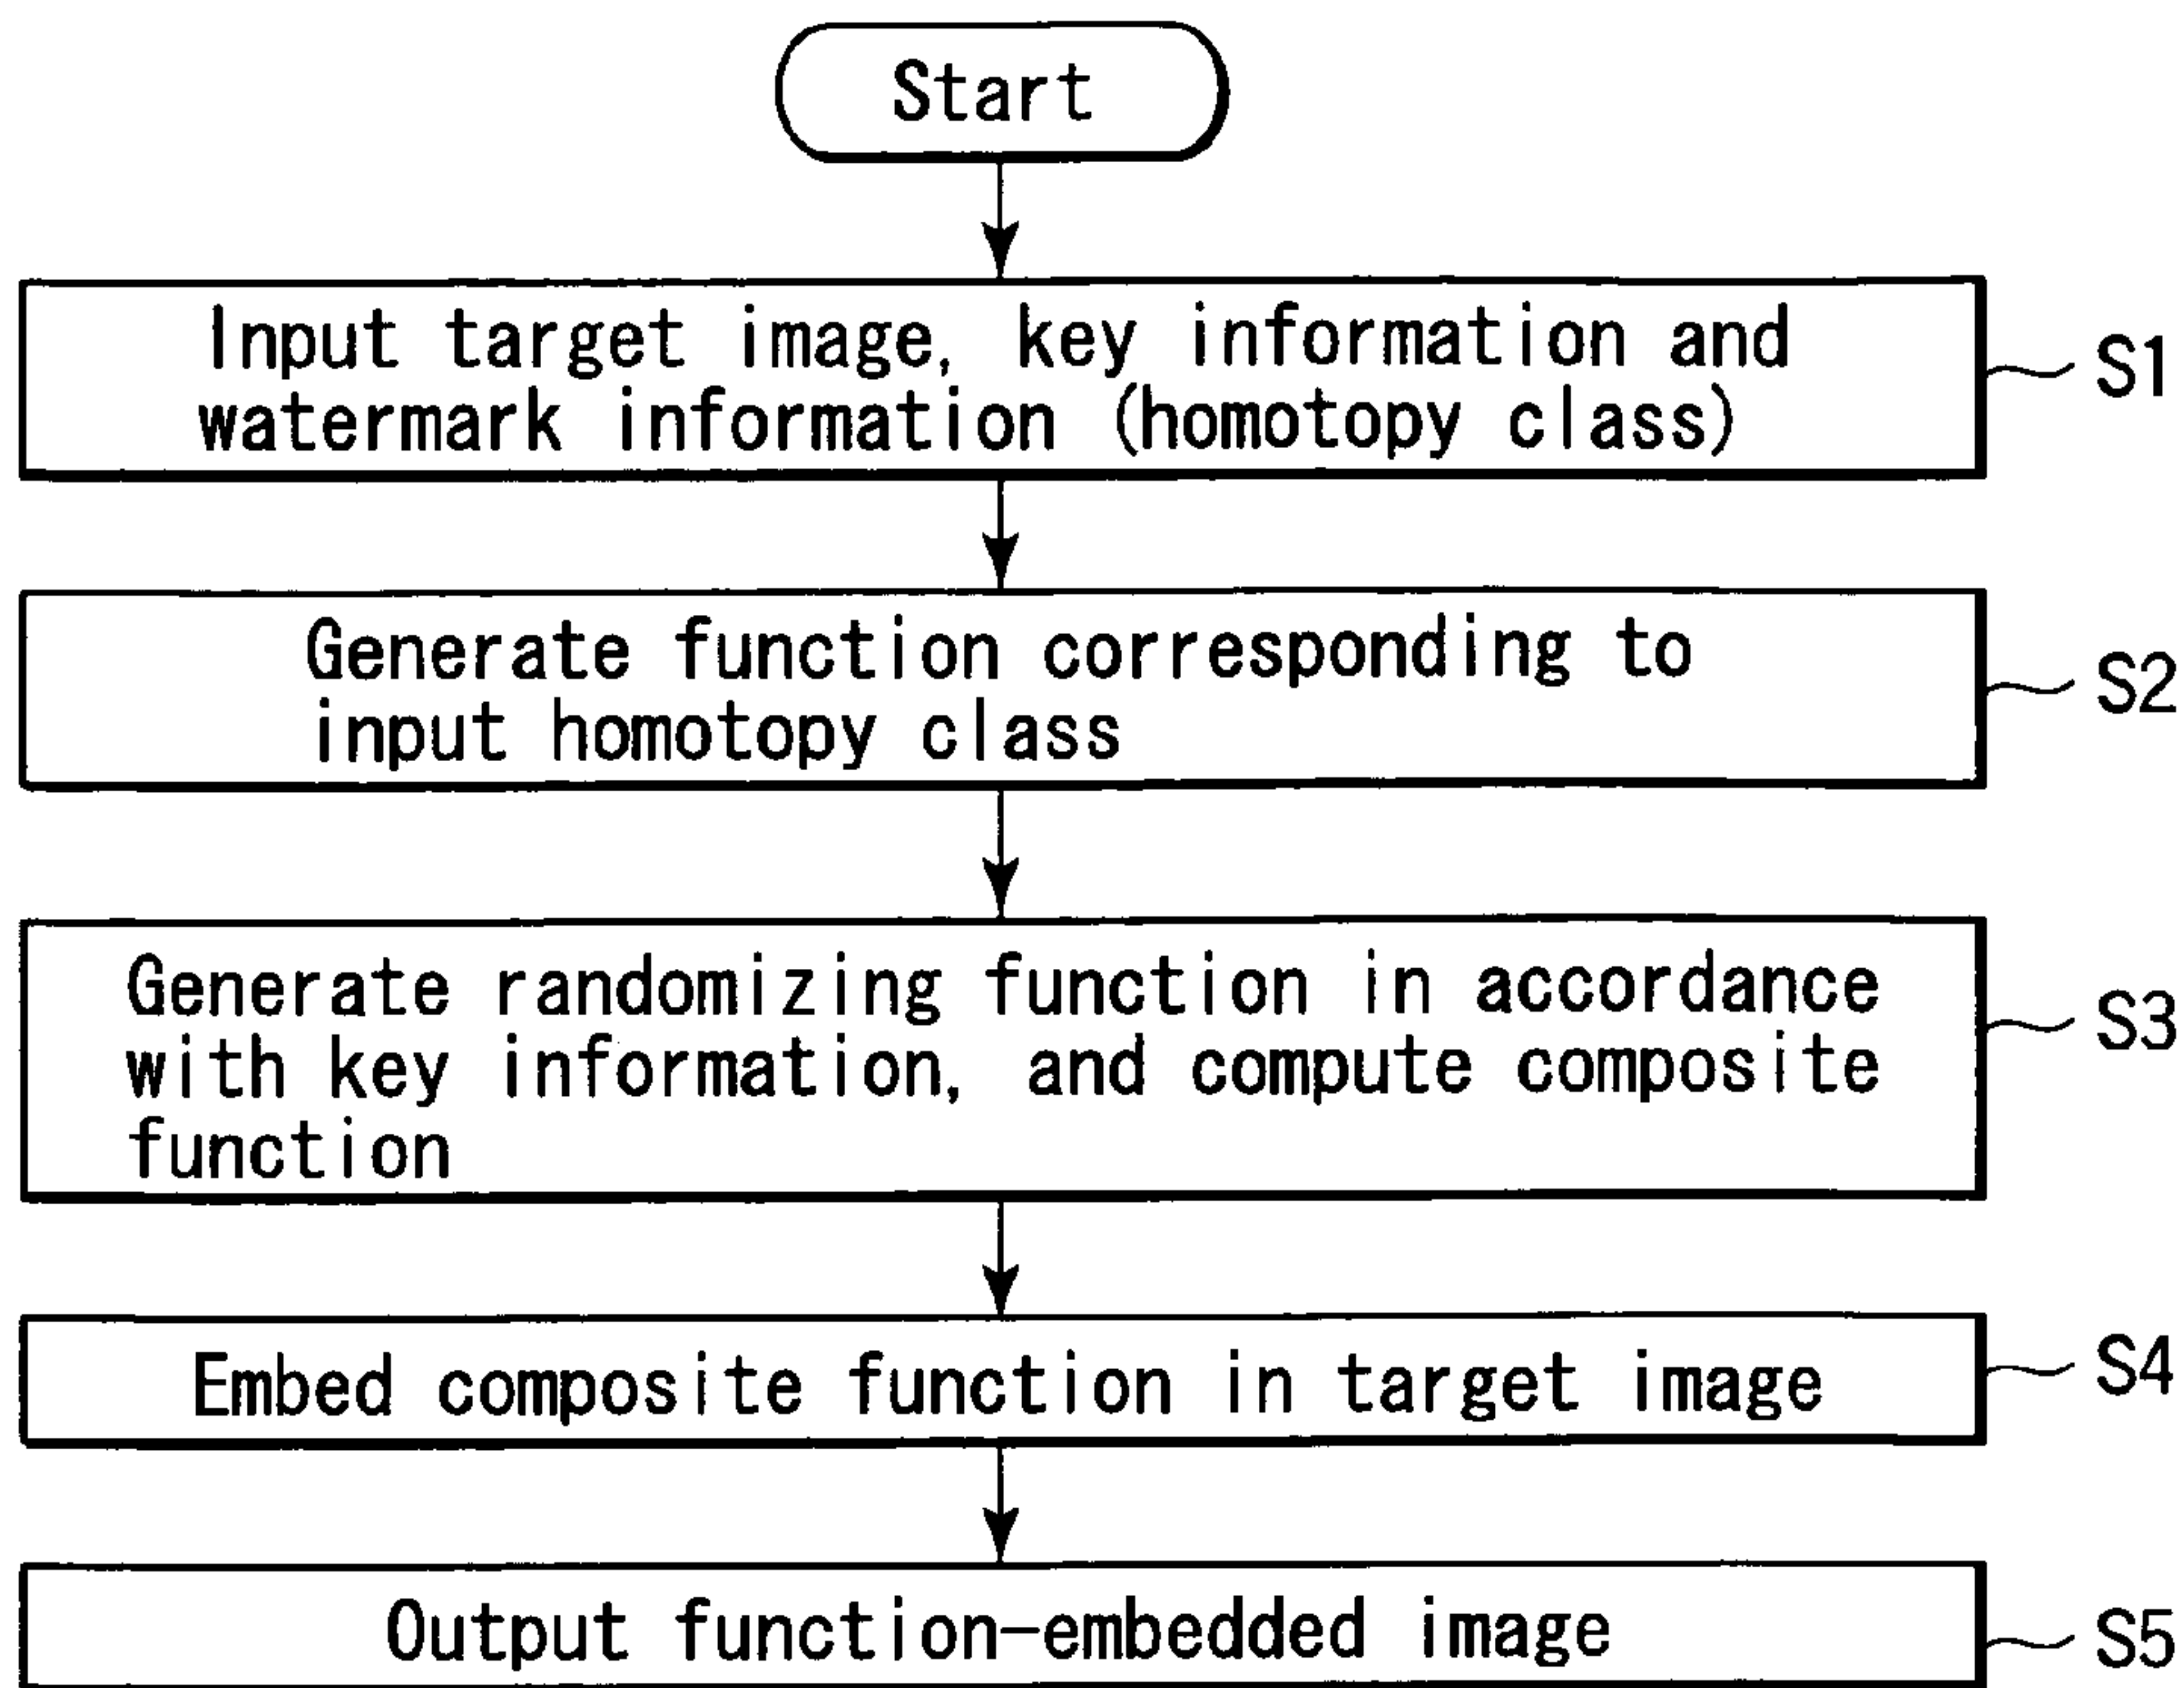 Start
Input target image, key information and
watermark information (homotopy class)
S1
Generate function corresponding to
input homotopy class
S2
Generate randomizing function in accordance
with key information, and compute composite
function
S3
Embed composite function in target image
S4
Output function-embedded image
S5